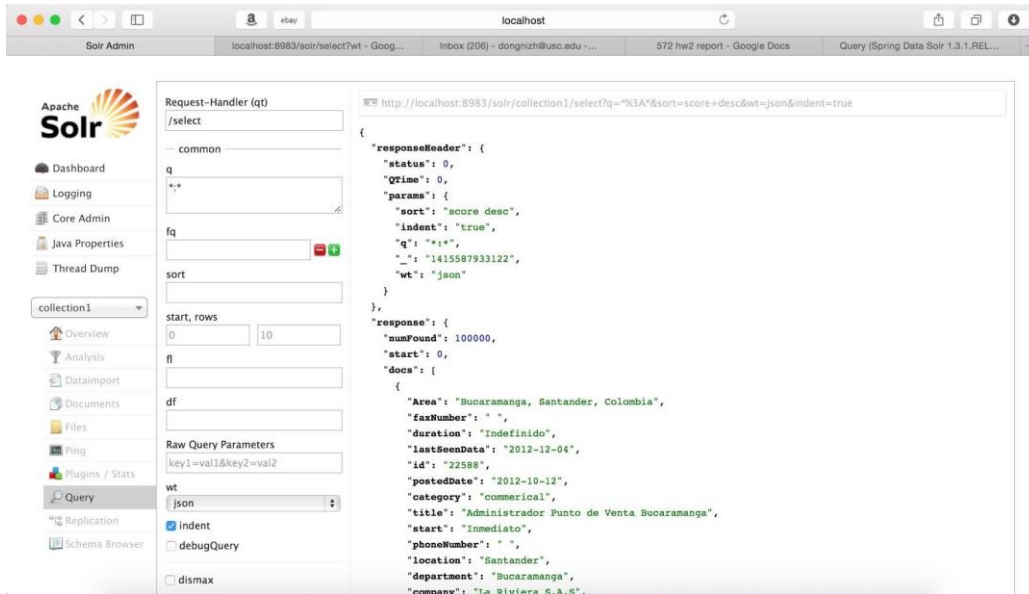 a
ebay
localhost
Solr Admin
localhost:8983/solr/select?wt - Goog...
Inbox (206) - dongnizh@usc.edu -...
572 hw2 report - Google Docs
Query (Spring Data Solr 1.3.1.REL...
Apache
Solr
Dashboard
Logging
Core Admin
Java Properties
Thread Dump
collection1
Overview
Analysis
Dataimport
Documents
Files
Ping
Plugins / Stats
Query
Replication
Schema Browser
Request-Handler (qt)
/select
common
q
*:*
fq
sort
start, rows
0
10
fl
df
Raw Query Parameters
key1=val1&key2=val2
wt
json
indent
debugQuery
dismax
http://localhost:8983/solr/collection1/select?q=*%3A*&sort=score+desc&wt=json&indent=true
{
"responseHeader": {
"status": 0,
"QTime": 0,
"params": {
"sort": "score desc",
"indent": "true",
"q": "*:*",
"_": "1415587933122",
"wt": "json"
}
},
"response": {
"numFound": 100000,
"start": 0,
"docs": [
{
"Area": "Bucaramanga, Santander, Colombia",
"faxNumber": " ",
"duration": "Indefinido",
"lastSeenData": "2012-12-04",
"id": "22588",
"postedDate": "2012-10-12",
"category": "commerical",
"title": "Administrador Punto de Venta Bucaramanga",
"start": "Inmediato",
"phoneNumber": " ",
"location": "Santander",
"department": "Bucaramanga",
"company": "La Riviera S.A.S",